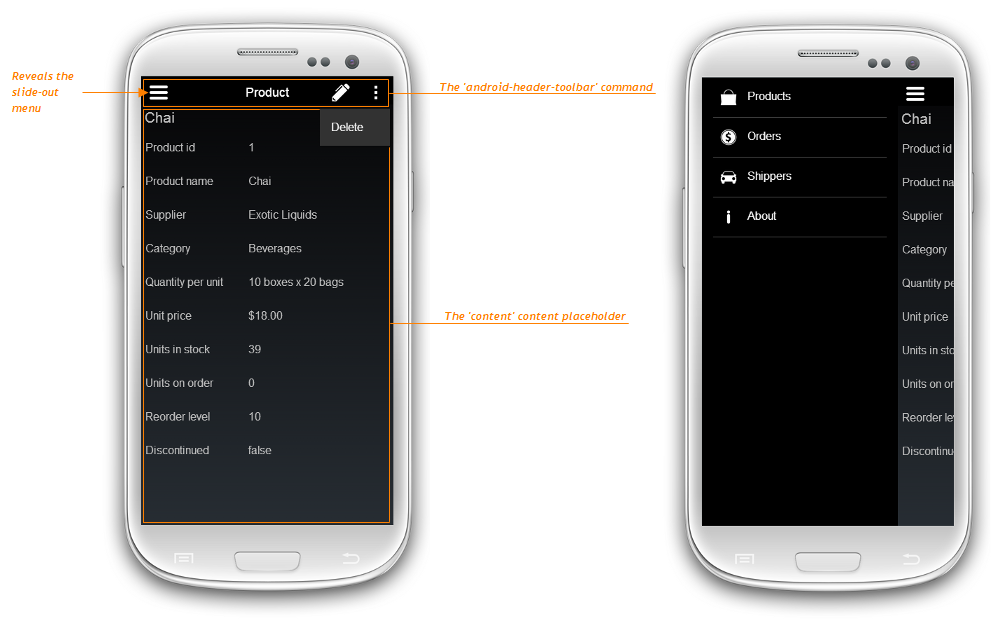 Reveals the
slide-out
menu
Product
The 'android-header-toolbar' command
Chai
Delete
Product id 1
Product name Chai
Supplier Exotic Liquids
Category Beverages
Quantity per unit 10 boxes x 20 bags
Unit price $18.00
The 'content' content placeholder
Units in stock 39
Units on order 0
Reorder level 10
Discontinued false
Products
Orders
Shippers
About
Chai
Product id
Product na
Supplier
Category
Quantity pe
Unit price
Units in sto
Units on or
Reorder lev
Discontinu